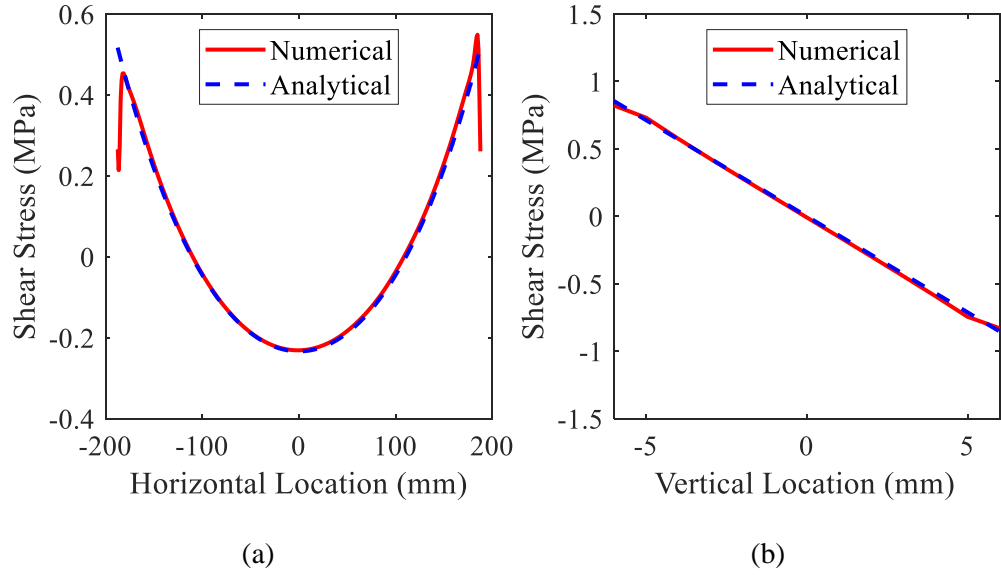 0.6
0.4
0.2
0
-0.2
-0.4
Shear Stress (MPa)
Numerical
Analytical
-200
-100
0
100
200
Horizontal Location (mm)
(a)
1.5
1
0.5
0
-0.5
-1
-1.5
Shear Stress (MPa)
Numerical
Analytical
-5
0
5
Vertical Location (mm)
(b)